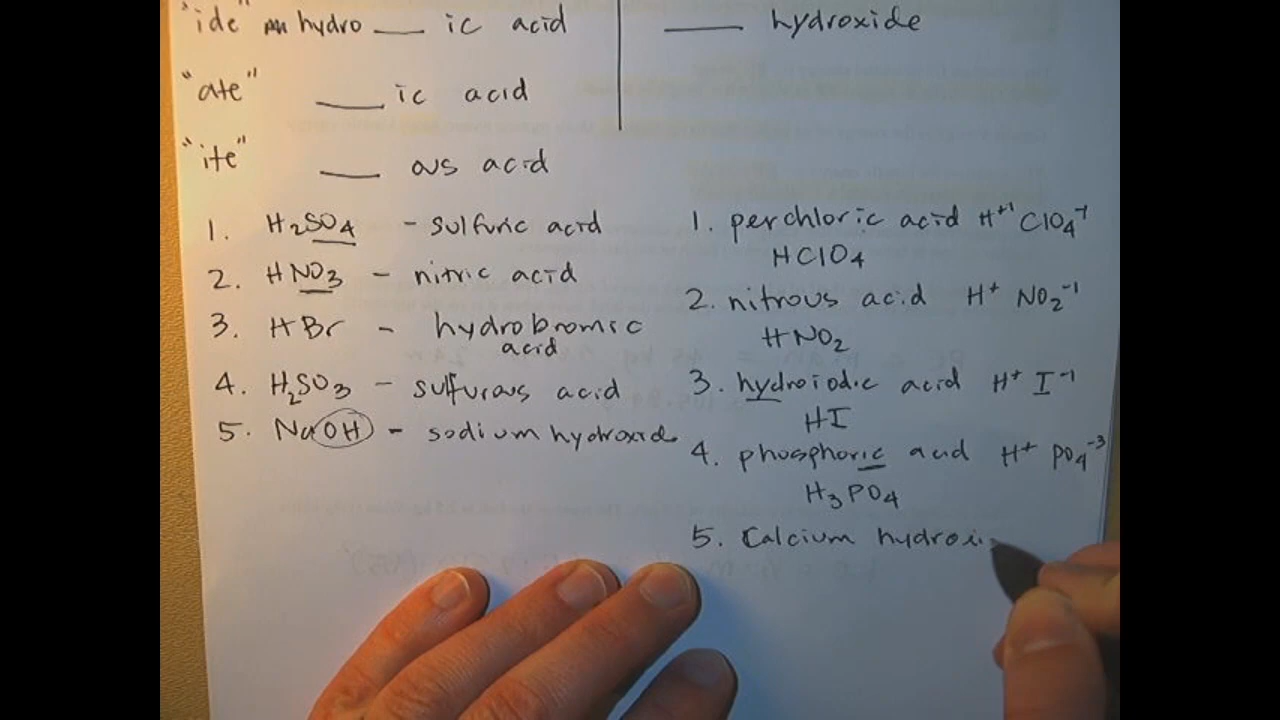 "ide" hydro ___ ic acid
___ hydroxide
"ate" ___ ic acid
"ite" ___ ous acid
1. H2SO4 - sulfuric acid
2. HNO3 - nitric acid
3. HBr - hydrobromic
acid
4. H2SO3 - sulfurous acid
5. NaOH - sodium hydroxid
1. perchloric acid H+1 ClO4-1
HClO4
2. nitrous acid H+ NO2-1
HNO2
3. hydroiodic acid H+ I-1
HI
4. phosphoric acid H+ PO4-3
H3PO4
5. Calcium hydroxi